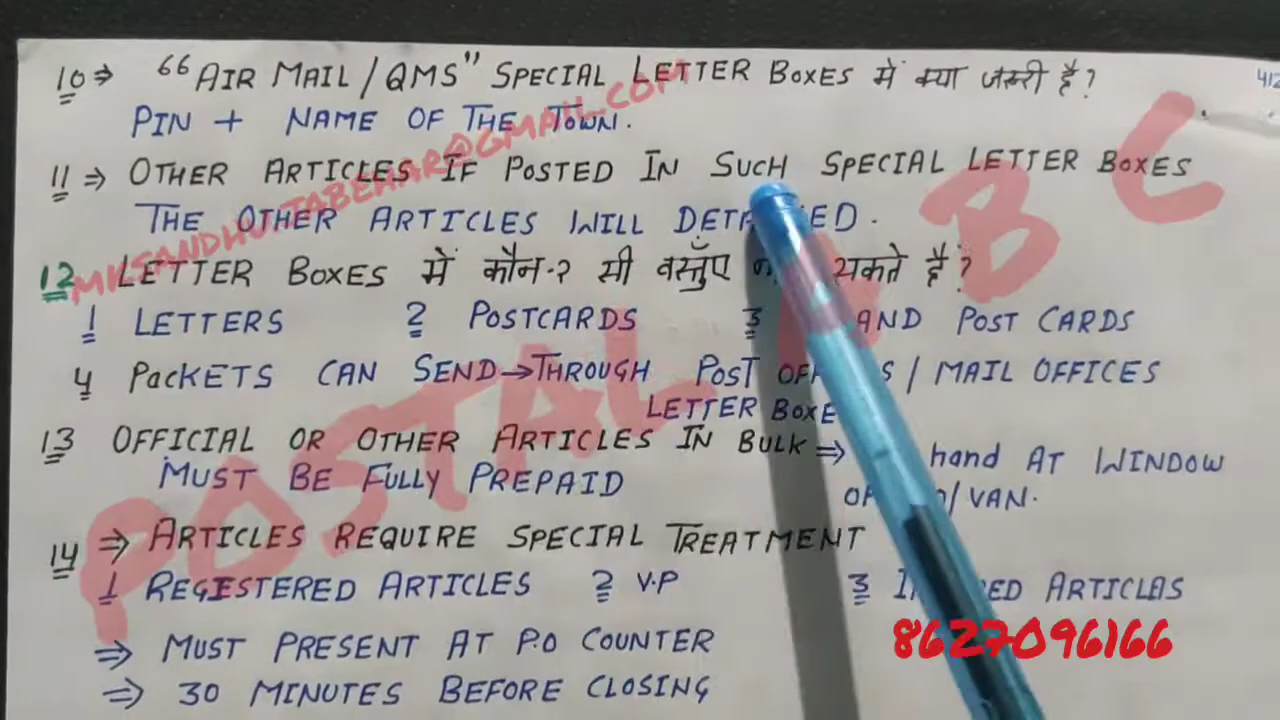 10⇒ "AIR MAIL/QMS" SPECIAL LETTER BOXES में क्या जरूरी है?
412
PIN + NAME OF THE TOWN.
11⇒ OTHER ARTICLES IF POSTED IN SUCH SPECIAL LETTER BOXES
THE OTHER ARTICLES WILL
12 LETTER BOXES में कौन-2 सी वस्तुँए सकते है?
1 LETTERS 2 POSTCARDS 3 AND POST CARDS
4 PACKETS CAN SEND→THROUGH POST / MAIL OFFICES
LETTER BOXE
13 OFFICIAL OR OTHER ARTICLES IN BULK ⇒ hand AT WINDOW
MUST BE FULLY PREPAID /VAN.
14 ⇒ ARTICLES REQUIRE SPECIAL TREATMENT
1 REGISTERED ARTICLES 2 V.P 3 ARTICLAS
⇒ MUST PRESENT AT P.O COUNTER
⇒ 30 MINUTES BEFORE CLOSING
POSTAL A B C
8627096166